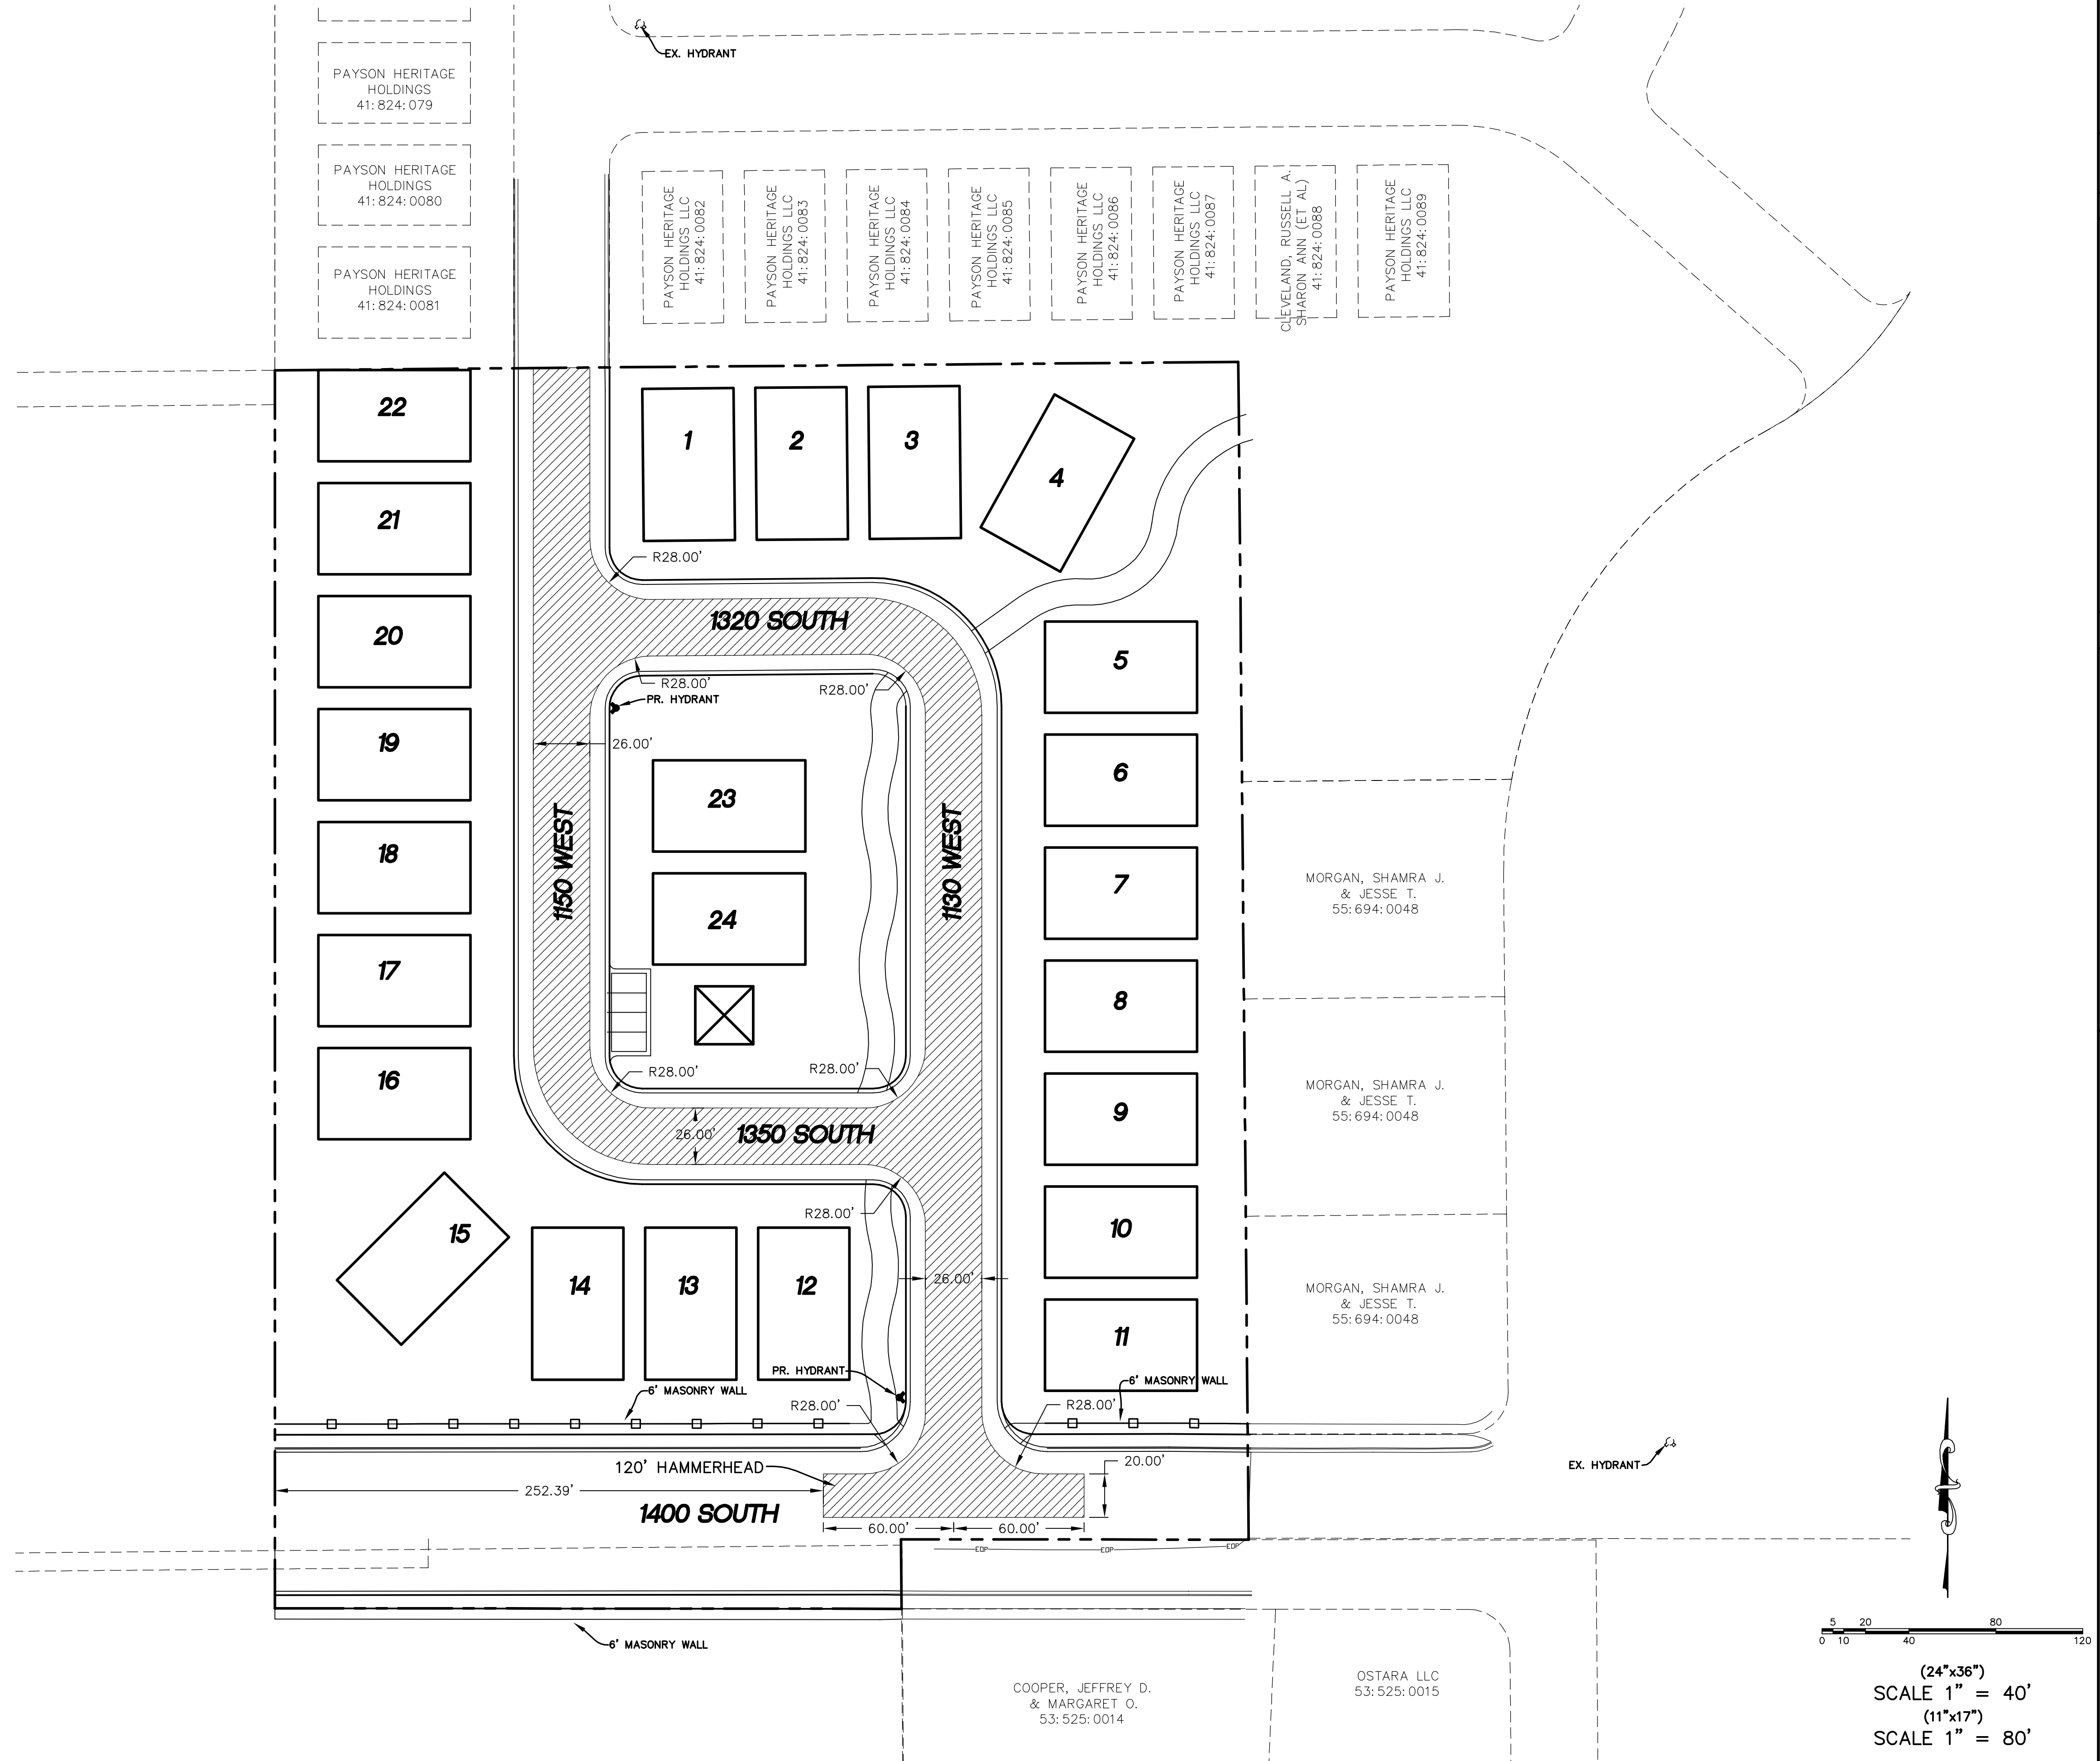 EX. HYDRANT
PAYSON HERITAGE
HOLDINGS
41:824:079
PAYSON HERITAGE
HOLDINGS
41:824:0080
PAYSON HERITAGE
HOLDINGS
41:824:0081
PAYSON HERITAGE
HOLDINGS LLC
41:824:0082
PAYSON HERITAGE
HOLDINGS LLC
41:824:0083
PAYSON HERITAGE
HOLDINGS LLC
41:824:0084
PAYSON HERITAGE
HOLDINGS LLC
41:824:0085
PAYSON HERITAGE
HOLDINGS LLC
41:824:0086
PAYSON HERITAGE
HOLDINGS LLC
41:824:0087
CLEVELAND, RUSSELL A.
SHARON ANN (ET AL)
41:824:0088
PAYSON HERITAGE
HOLDINGS LLC
41:824:0089
22
1
2
3
4
21
R28.00'
20
1320 SOUTH
5
R28.00'
R28.00'
PR. HYDRANT
19
26.00'
6
23
18
1150 WEST
1130 WEST
7
24
MORGAN, SHAMRA J.
& JESSE T.
55:694:0048
17
8
16
R28.00'
R28.00'
9
MORGAN, SHAMRA J.
& JESSE T.
55:694:0048
26.00'
1350 SOUTH
R28.00'
15
10
14
13
12
26.00'
MORGAN, SHAMRA J.
& JESSE T.
55:694:0048
11
PR. HYDRANT
6' MASONRY WALL
6' MASONRY WALL
R28.00'
R28.00'
120' HAMMERHEAD
20.00'
EX. HYDRANT
252.39'
1400 SOUTH
60.00'
60.00'
EOP
EOP
EOP
6' MASONRY WALL
COOPER, JEFFREY D.
& MARGARET O.
53:525:0014
OSTARA LLC
53:525:0015
5 20 80
0 10 40 120
(24"x36")
SCALE 1" = 40'
(11"x17")
SCALE 1" = 80'